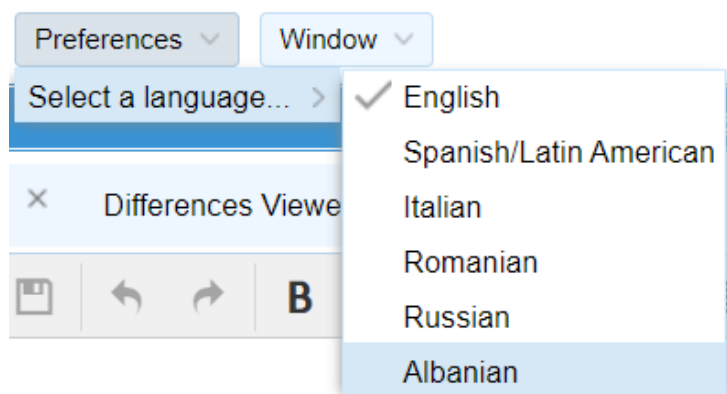 Preferences Window
Select a language... English
Spanish/Latin American
Differences Viewe Italian
Romanian
B
Russian
Albanian